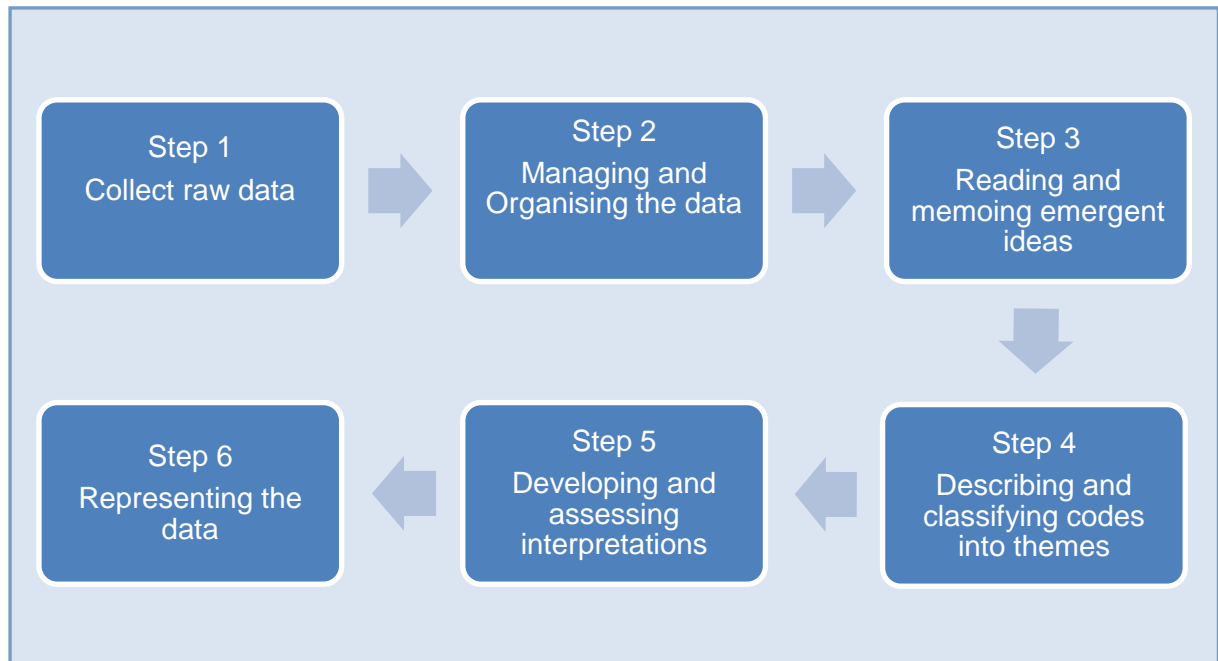 Step 1
Collect raw data
Step 2
Managing and
Organising the data
Step 3
Reading and
memoing emergent
ideas
Step 4
Describing and
classifying codes
into themes
Step 5
Developing and
assessing
interpretations
Step 6
Representing the
data